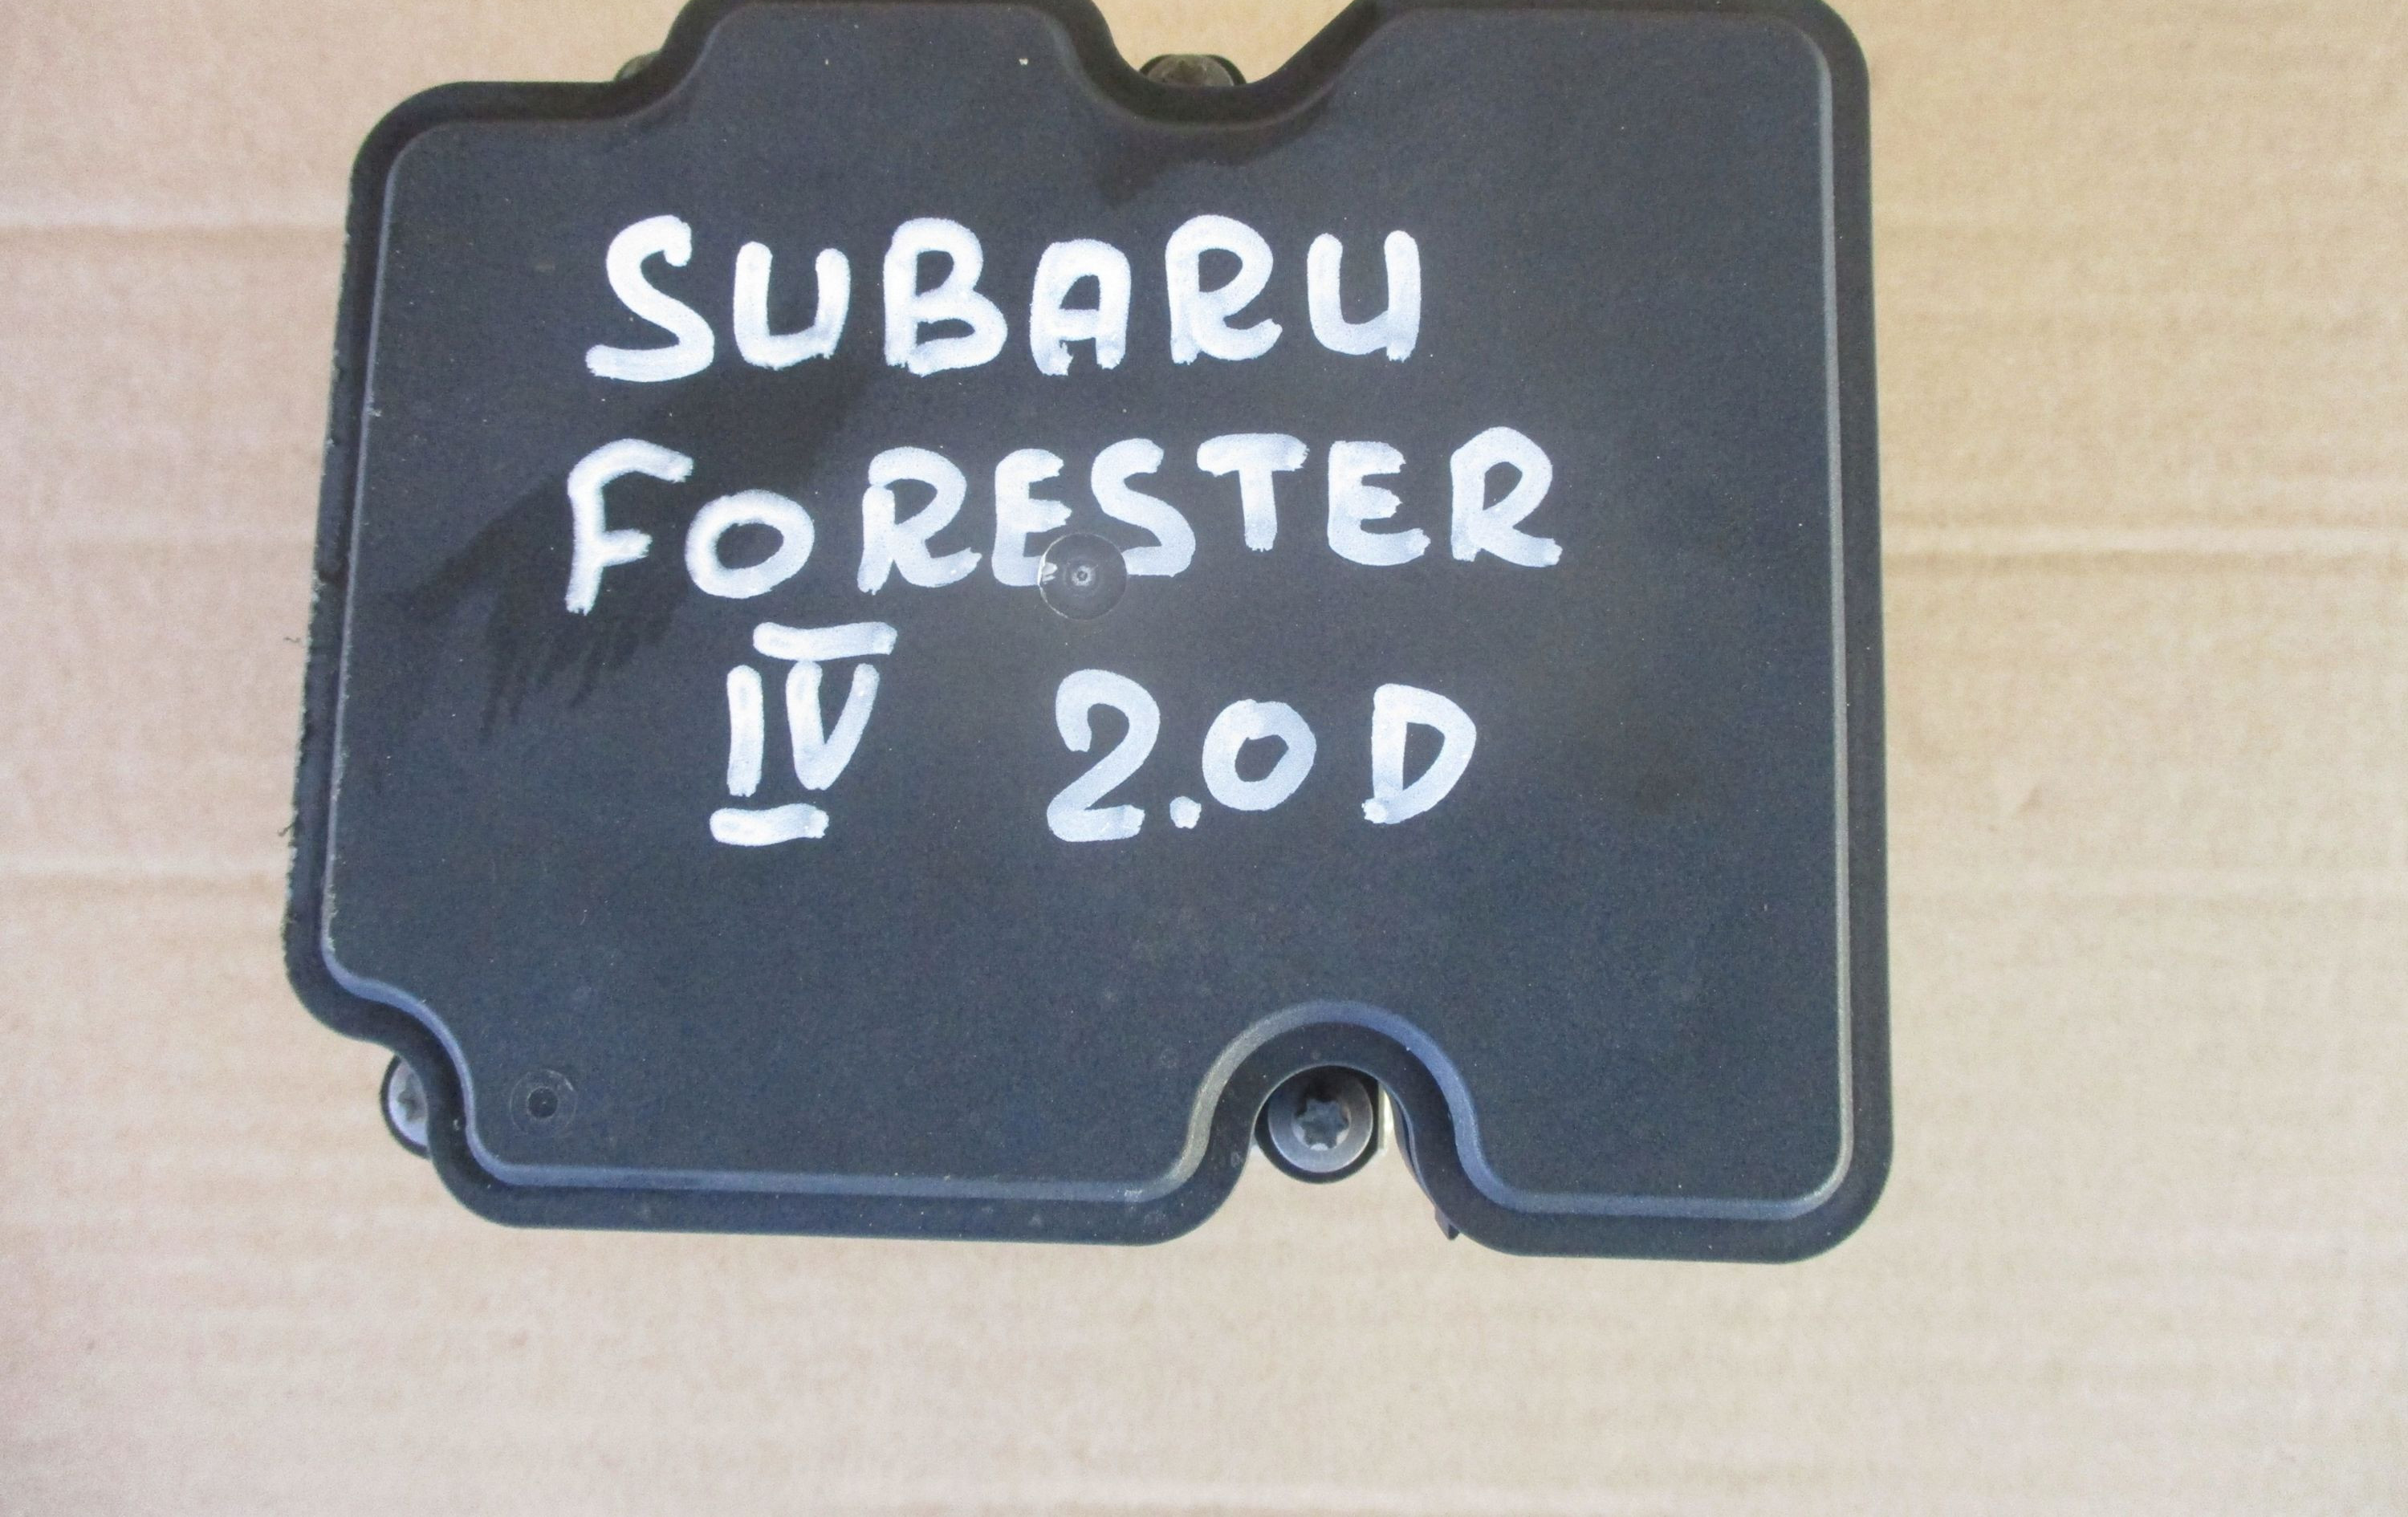 SUBARU
FORESTER
IV 2.0D